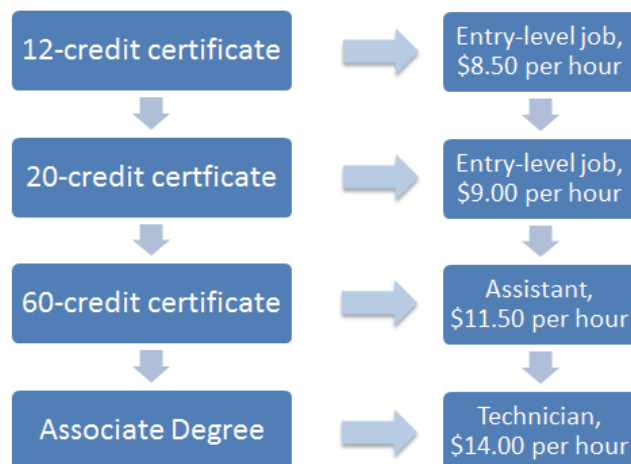 12-credit certificate
Entry-level job,
$8.50 per hour
20-credit certficate
Entry-level job,
$9.00 per hour
60-credit certificate
Assistant,
$11.50 per hour
Associate Degree
Technician,
$14.00 per hour